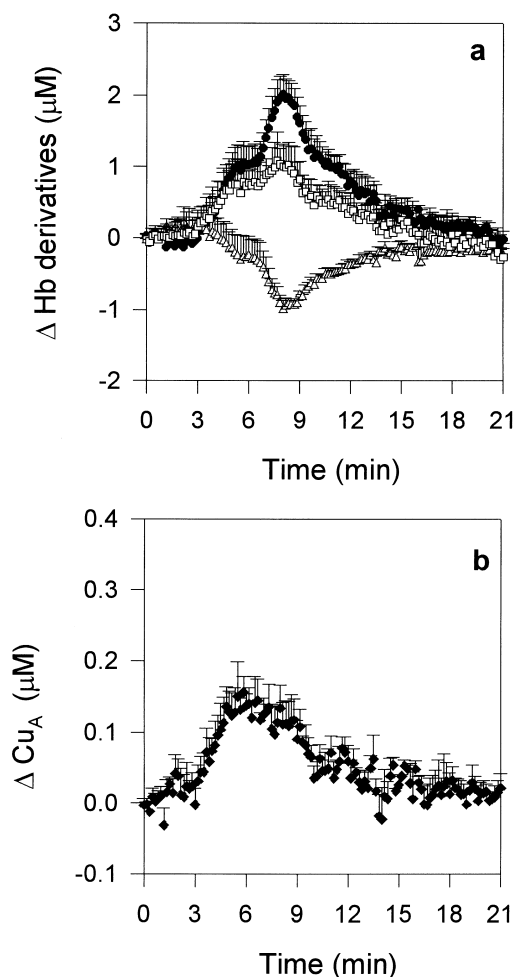 a
3
2
1
0
-1
-2
Δ Hb derivatives (μM)
0 3 6 9 12 15 18 21
Time (min)
b
0.4
0.3
0.2
0.1
0.0
-0.1
Δ CuA (μM)
0 3 6 9 12 15 18 21
Time (min)